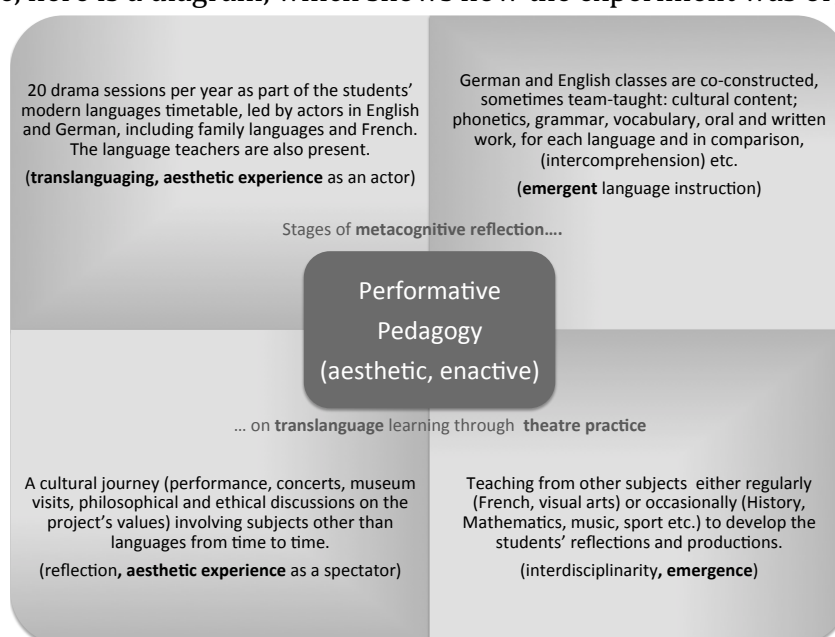 here is a diagram, which shows how the experiment was
20 drama sessions per year as part of the students’
modern languages timetable, led by actors in English
and German, including family languages and French.
The language teachers are also present.
(translanguaging, aesthetic experience as an actor)
German and English classes are co-constructed,
sometimes team-taught: cultural content;
phonetics, grammar, vocabulary, oral and written
work, for each language and in comparison,
(intercomprehension) etc.
(emergent language instruction)
Stages of metacognitive reflection….
Performative
Pedagogy
(aesthetic, enactive)
… on translanguage learning through theatre practice
A cultural journey (performance, concerts, museum
visits, philosophical and ethical discussions on the
project’s values) involving subjects other than
languages from time to time.
(reflection, aesthetic experience as a spectator)
Teaching from other subjects either regularly
(French, visual arts) or occasionally (History,
Mathematics, music, sport etc.) to develop the
students’ reflections and productions.
(interdisciplinarity, emergence)